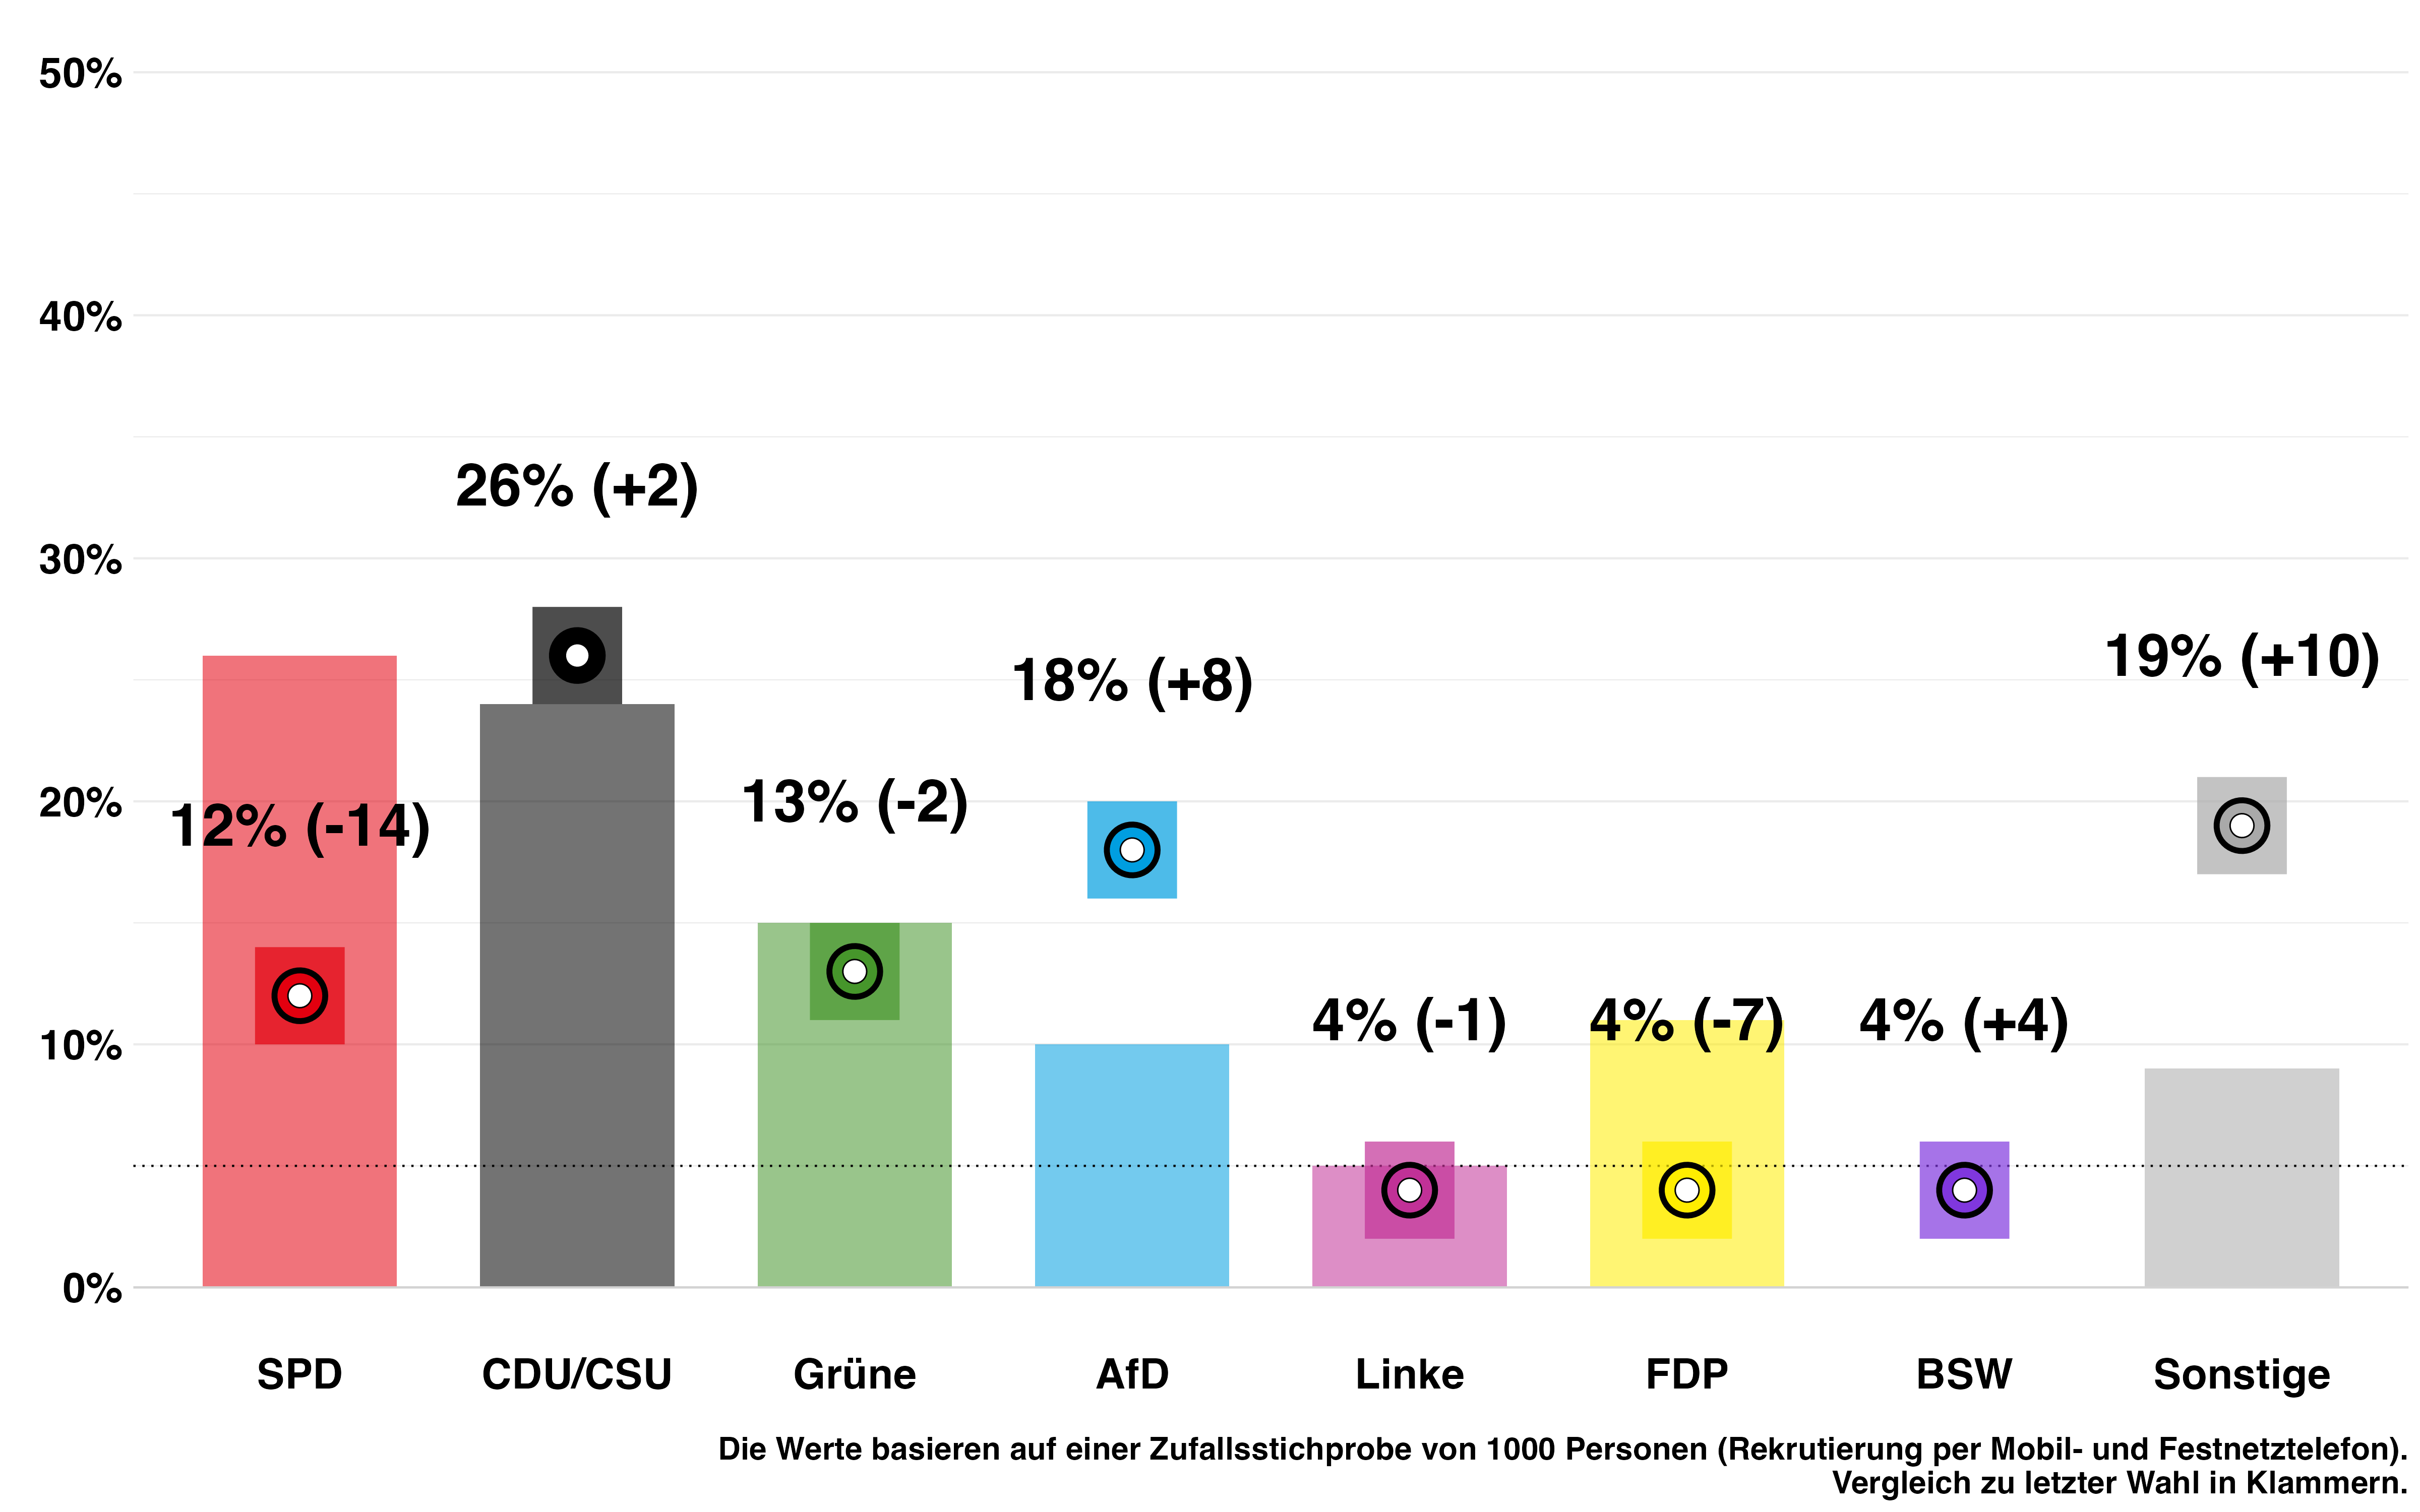 50%
40%
30%
20%
10%
0%
12% (-14)
26% (+2)
13% (-2)
18% (+8)
4% (-1)
4% (-7)
4% (+4)
19% (+10)
SPD
CDU/CSU
Grüne
AfD
Linke
FDP
BSW
Sonstige
Die Werte basieren auf einer Zufallsstichprobe von 1000 Personen (Rekrutierung per Mobil- und Festnetztelefon).
Vergleich zu letzter Wahl in Klammern.